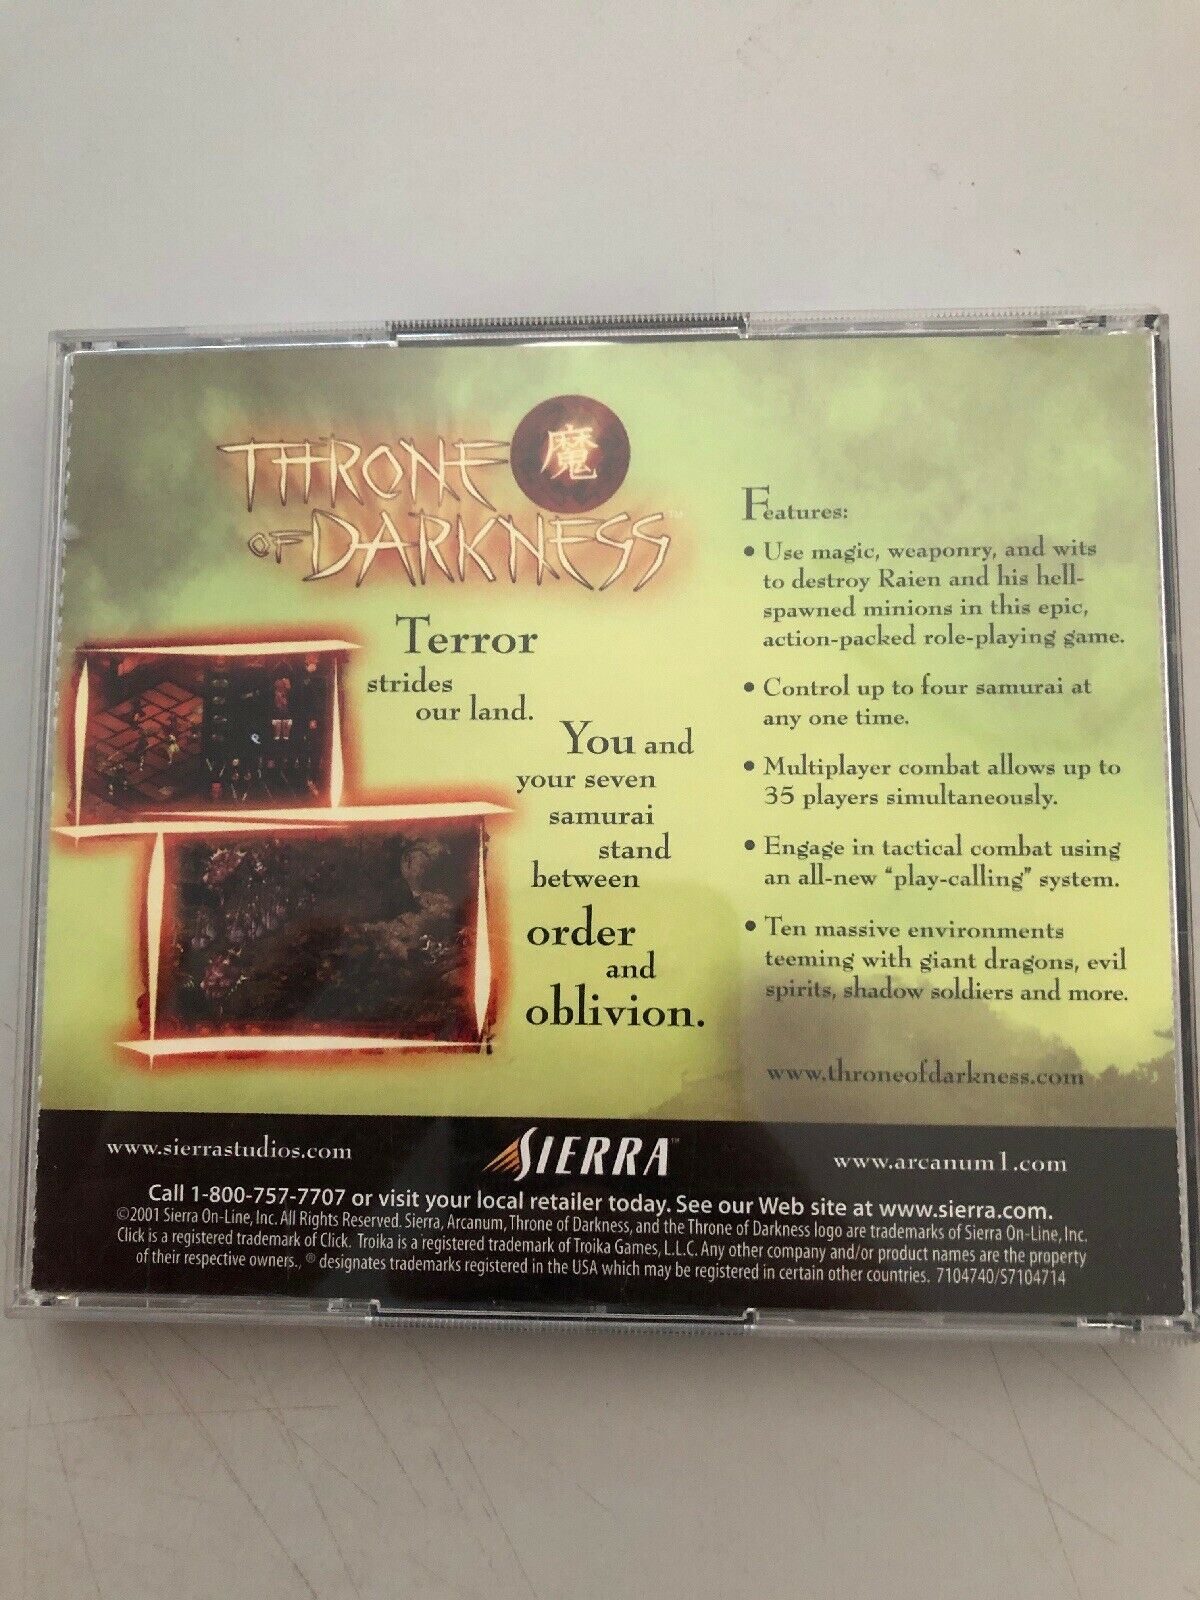 THRONE 魔
OF DARKNESS™
Terror
strides
our land.
You and
your seven
samurai
stand
between
order
and
oblivion.
Features:
• Use magic, weaponry, and wits
to destroy Raien and his hell-
spawned minions in this epic,
action-packed role-playing game.
• Control up to four samurai at
any one time.
• Multiplayer combat allows up to
35 players simultaneously.
• Engage in tactical combat using
an all-new “play-calling” system.
• Ten massive environments
teeming with giant dragons, evil
spirits, shadow soldiers and more.
www.throneofdarkness.com
www.sierrastudios.com
SIERRA™
www.arcanum1.com
Call 1-800-757-7707 or visit your local retailer today. See our Web site at www.sierra.com.
©2001 Sierra On-Line, Inc. All Rights Reserved. Sierra, Arcanum, Throne of Darkness, and the Throne of Darkness logo are trademarks of Sierra On-Line, Inc.
Click is a registered trademark of Click. Troika is a registered trademark of Troika Games, L.L.C. Any other company and/or product names are the property
of their respective owners., ® designates trademarks registered in the USA which may be registered in certain other countries. 7104740/S7104714